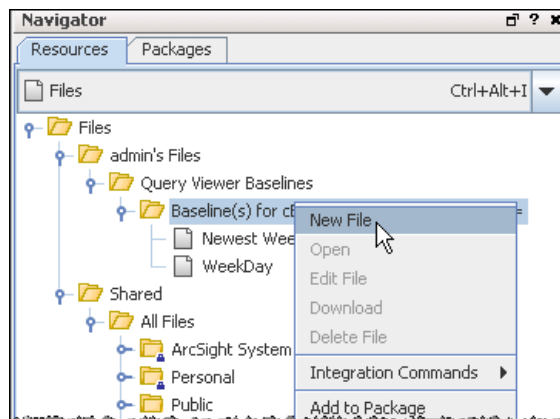 Navigator
Resources Packages
Files Ctrl+Alt+I
Files
admin's Files
Query Viewer Baselines
Baseline(s) for
New File
Newest Wee
Open
WeekDay
Edit File
Shared
Download
All Files
Delete File
ArcSight System
Integration Commands
Personal
Public
Add to Package